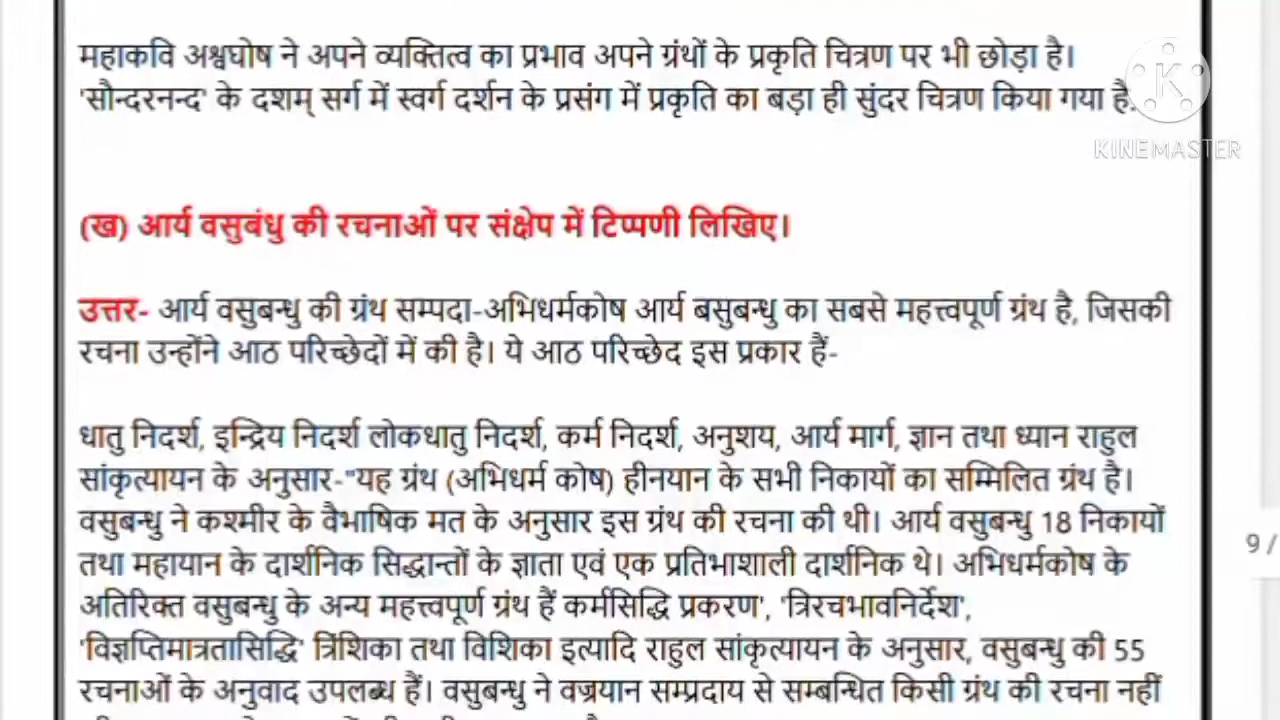 महाकवि अश्वघोष ने अपने व्यक्तित्व का प्रभाव अपने ग्रंथों के प्रकृति चित्रण पर भी छोड़ा है।
'सौन्दरनन्द' के दशम् सर्ग में स्वर्ग दर्शन के प्रसंग में प्रकृति का बड़ा ही सुंदर चित्रण किया गया है.
KINEMASTER
(ख) आर्य वसुबंधु की रचनाओं पर संक्षेप में टिप्पणी लिखिए।
उत्तर- आर्य वसुबन्धु की ग्रंथ सम्पदा-अभिधर्मकोष आर्य बसुबन्धु का सबसे महत्त्वपूर्ण ग्रंथ है, जिसकी
रचना उन्होंने आठ परिच्छेदों में की है। ये आठ परिच्छेद इस प्रकार हैं-
धातु निदर्श, इन्द्रिय निदर्श लोकधातु निदर्श, कर्म निदर्श, अनुशय, आर्य मार्ग, ज्ञान तथा ध्यान राहुल
सांकृत्यायन के अनुसार-"यह ग्रंथ (अभिधर्म कोष) हीनयान के सभी निकायों का सम्मिलित ग्रंथ है।
वसुबन्धु ने कश्मीर के वैभाषिक मत के अनुसार इस ग्रंथ की रचना की थी। आर्य वसुबन्धु 18 निकायों
तथा महायान के दार्शनिक सिद्धान्तों के ज्ञाता एवं एक प्रतिभाशाली दार्शनिक थे। अभिधर्मकोष के
अतिरिक्त वसुबन्धु के अन्य महत्त्वपूर्ण ग्रंथ हैं कर्मसिद्धि प्रकरण', 'त्रिरचभावनिर्देश',
'विज्ञप्तिमात्रतासिद्धि' त्रिंशिका तथा विशिका इत्यादि राहुल सांकृत्यायन के अनुसार, वसुबन्धु की 55
रचनाओं के अनुवाद उपलब्ध हैं। वसुबन्धु ने वज्रयान सम्प्रदाय से सम्बन्धित किसी ग्रंथ की रचना नहीं
9 /